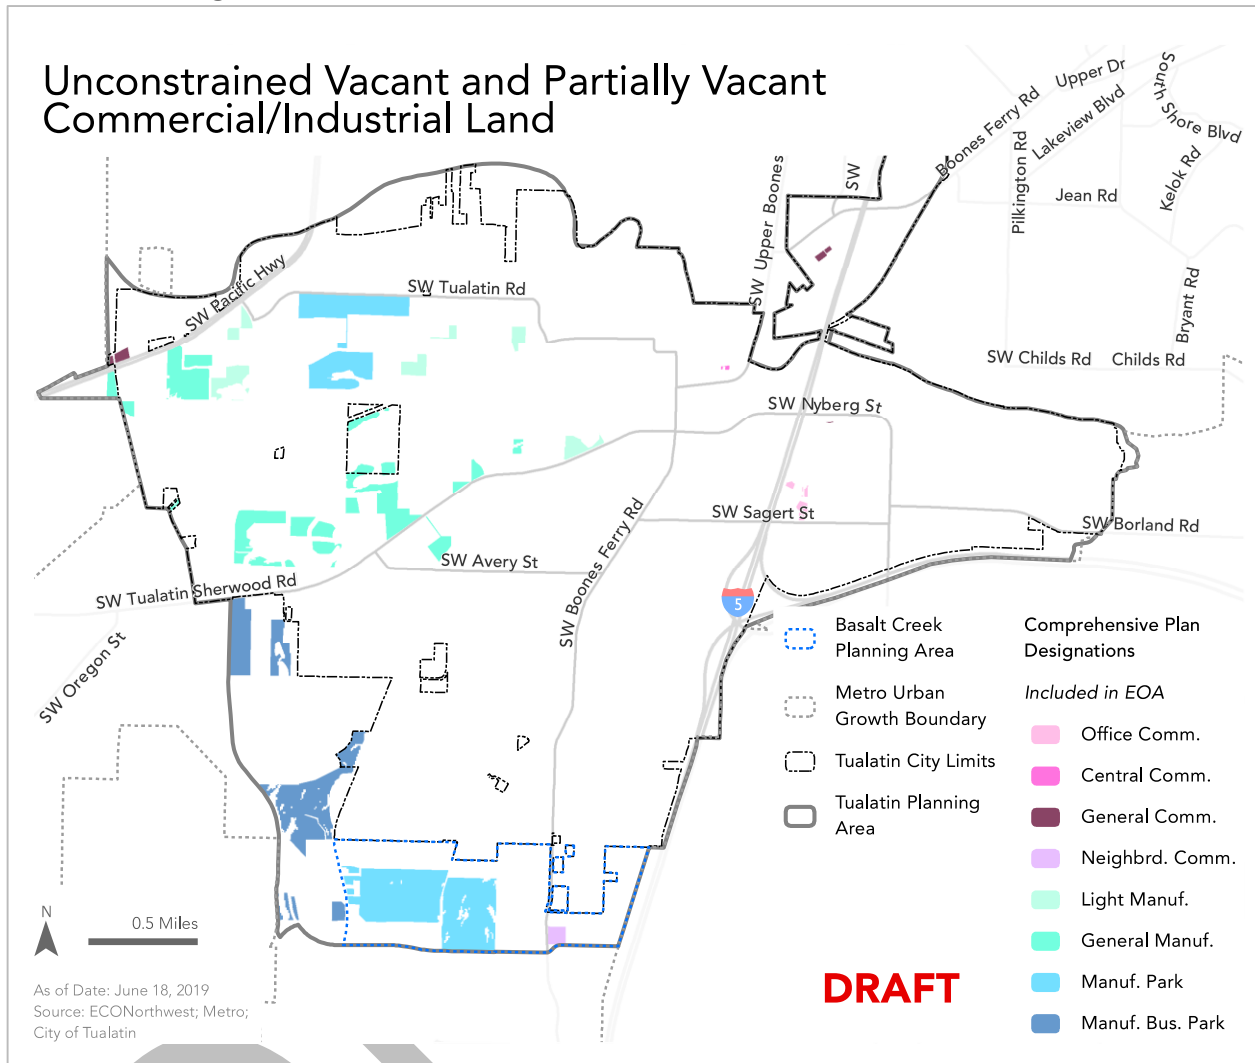 Unconstrained Vacant and Partially Vacant
Commercial/Industrial Land
Upper Dr
South Shore Blvd
Boones Ferry Rd
Lakeview Blvd
Pilkington Rd
Kelok Rd
Jean Rd
SW
SW Upper Boones
SW Pacific Hwy
SW Tualatin Rd
Bryant Rd
SW Childs Rd
Childs Rd
SW Nyberg St
SW Sagert St
SW Borland Rd
SW Boones Ferry Rd
SW Avery St
SW Tualatin Sherwood Rd
SW Oregon St
5
Basalt Creek
Planning Area
Metro Urban
Growth Boundary
Tualatin City Limits
Tualatin Planning
Area
Comprehensive Plan
Designations
Included in EOA
Office Comm.
Central Comm.
General Comm.
Neighbrd. Comm.
Light Manuf.
General Manuf.
Manuf. Park
Manuf. Bus. Park
N
0.5 Miles
DRAFT
As of Date: June 18, 2019
Source: ECONorthwest; Metro;
City of Tualatin